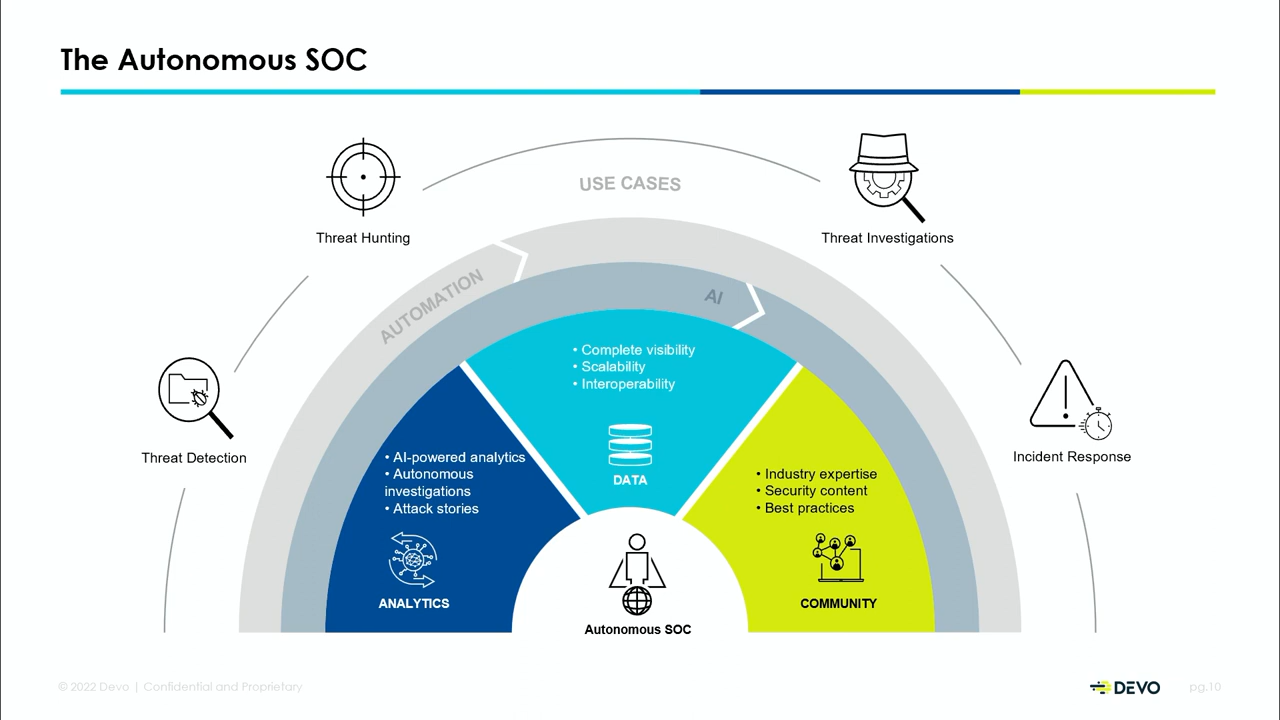 The Autonomous SOC
USE CASES
Threat Hunting
Threat Investigations
AUTOMATION
AI
• Complete visibility
• Scalability
• Interoperability
DATA
Threat Detection
Incident Response
• AI-powered analytics
• Autonomous
investigations
• Attack stories
ANALYTICS
• Industry expertise
• Security content
• Best practices
COMMUNITY
Autonomous SOC
© 2022 Devo | Confidential and Proprietary
DEVO
pg.10